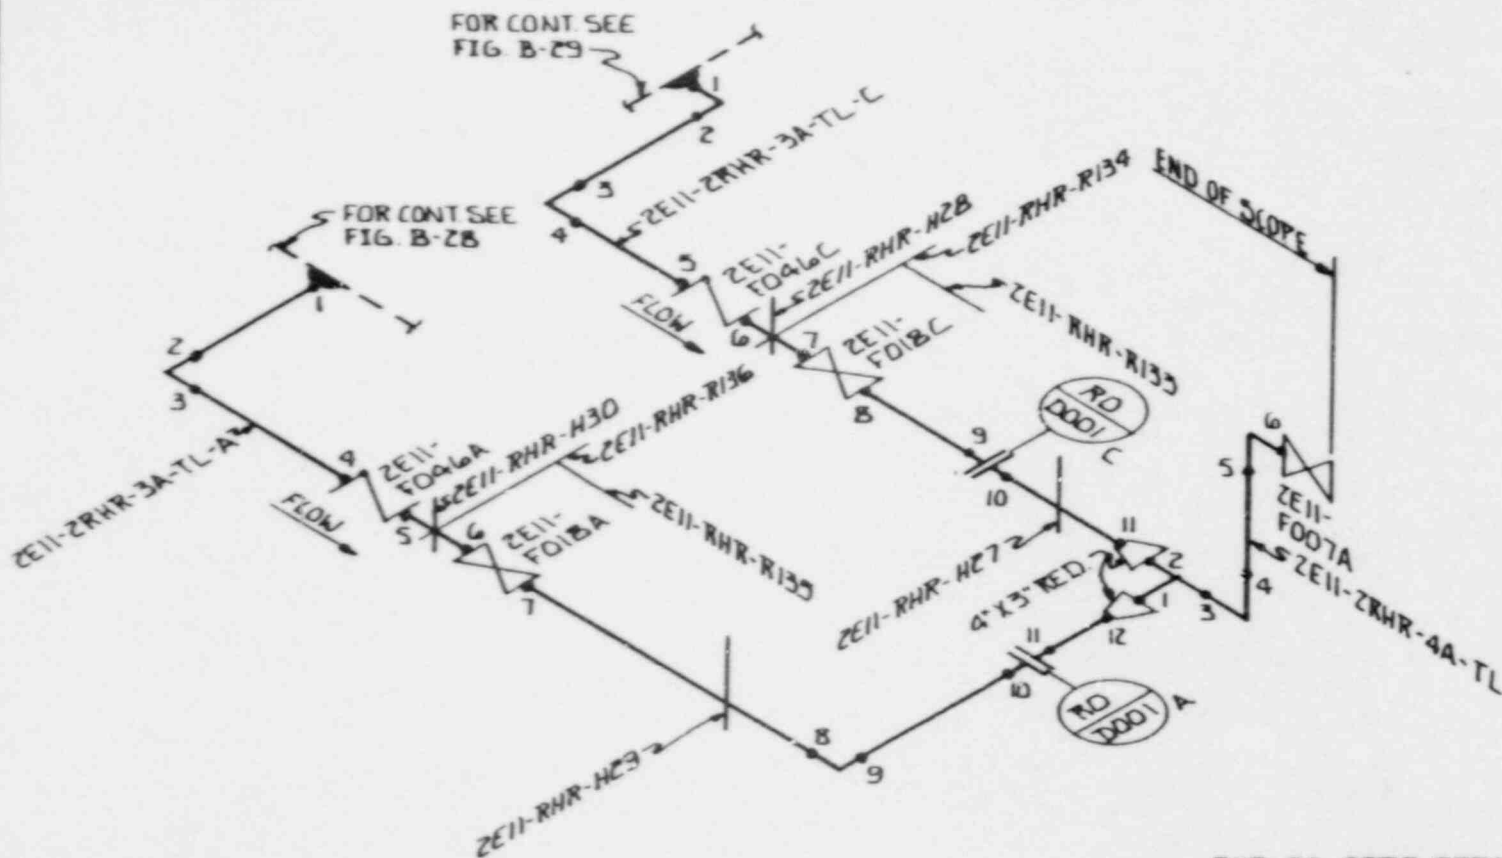 FOR CONT. SEE
FIG. B-29
1
2
3
4
5
2E11-2RHR-3A-TL-C
2E11-
F046C
2E11-RHR-H28
2E11-RHR-R134
END OF SCOPE
FOR CONT. SEE
FIG. B-28
1
2
3
4
2E11-2RHR-3A-TL-A
FLOW
6
7
2E11-
F018C
2E11-RHR-R133
8
9
RO
D001
C
10
FLOW
2E11-
F046A
5
2E11-RHR-H30
2E11-RHR-R136
6
2E11-
F018A
7
2E11-RHR-R135
2E11-RHR-H27
11
2
4"X3" RED.
1
12
3
4
5
6
2E11-
F007A
2E11-2RHR-4A-TL
11
10
RO
D001
A
2E11-RHR-H29
8
9